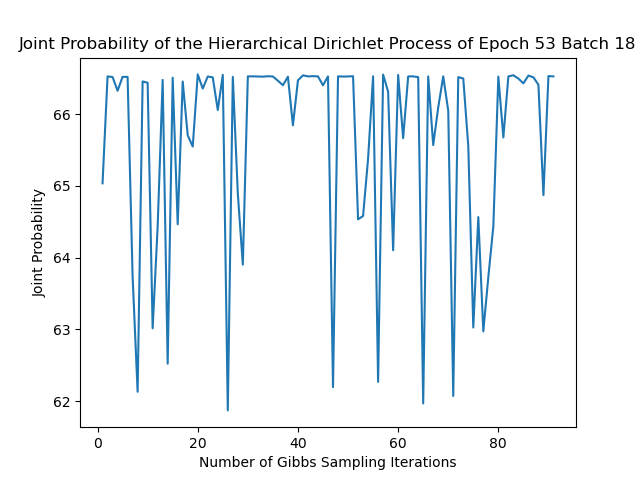 Joint Probability of the Hierarchical Dirichlet Process of Epoch 53 Batch 18
66
65
64
63
62
Joint Probability
0 20 40 60 80
Number of Gibbs Sampling Iterations